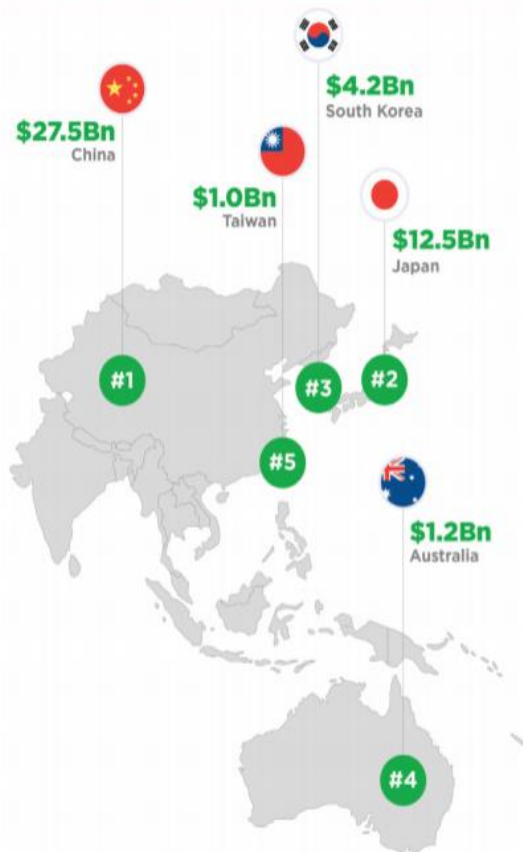 $4.2Bn
South Korea
$27.5Bn
China
$1.0Bn
Taiwan
$12.5Bn
Japan
#1
#3
#2
#5
$1.2Bn
Australia
#4